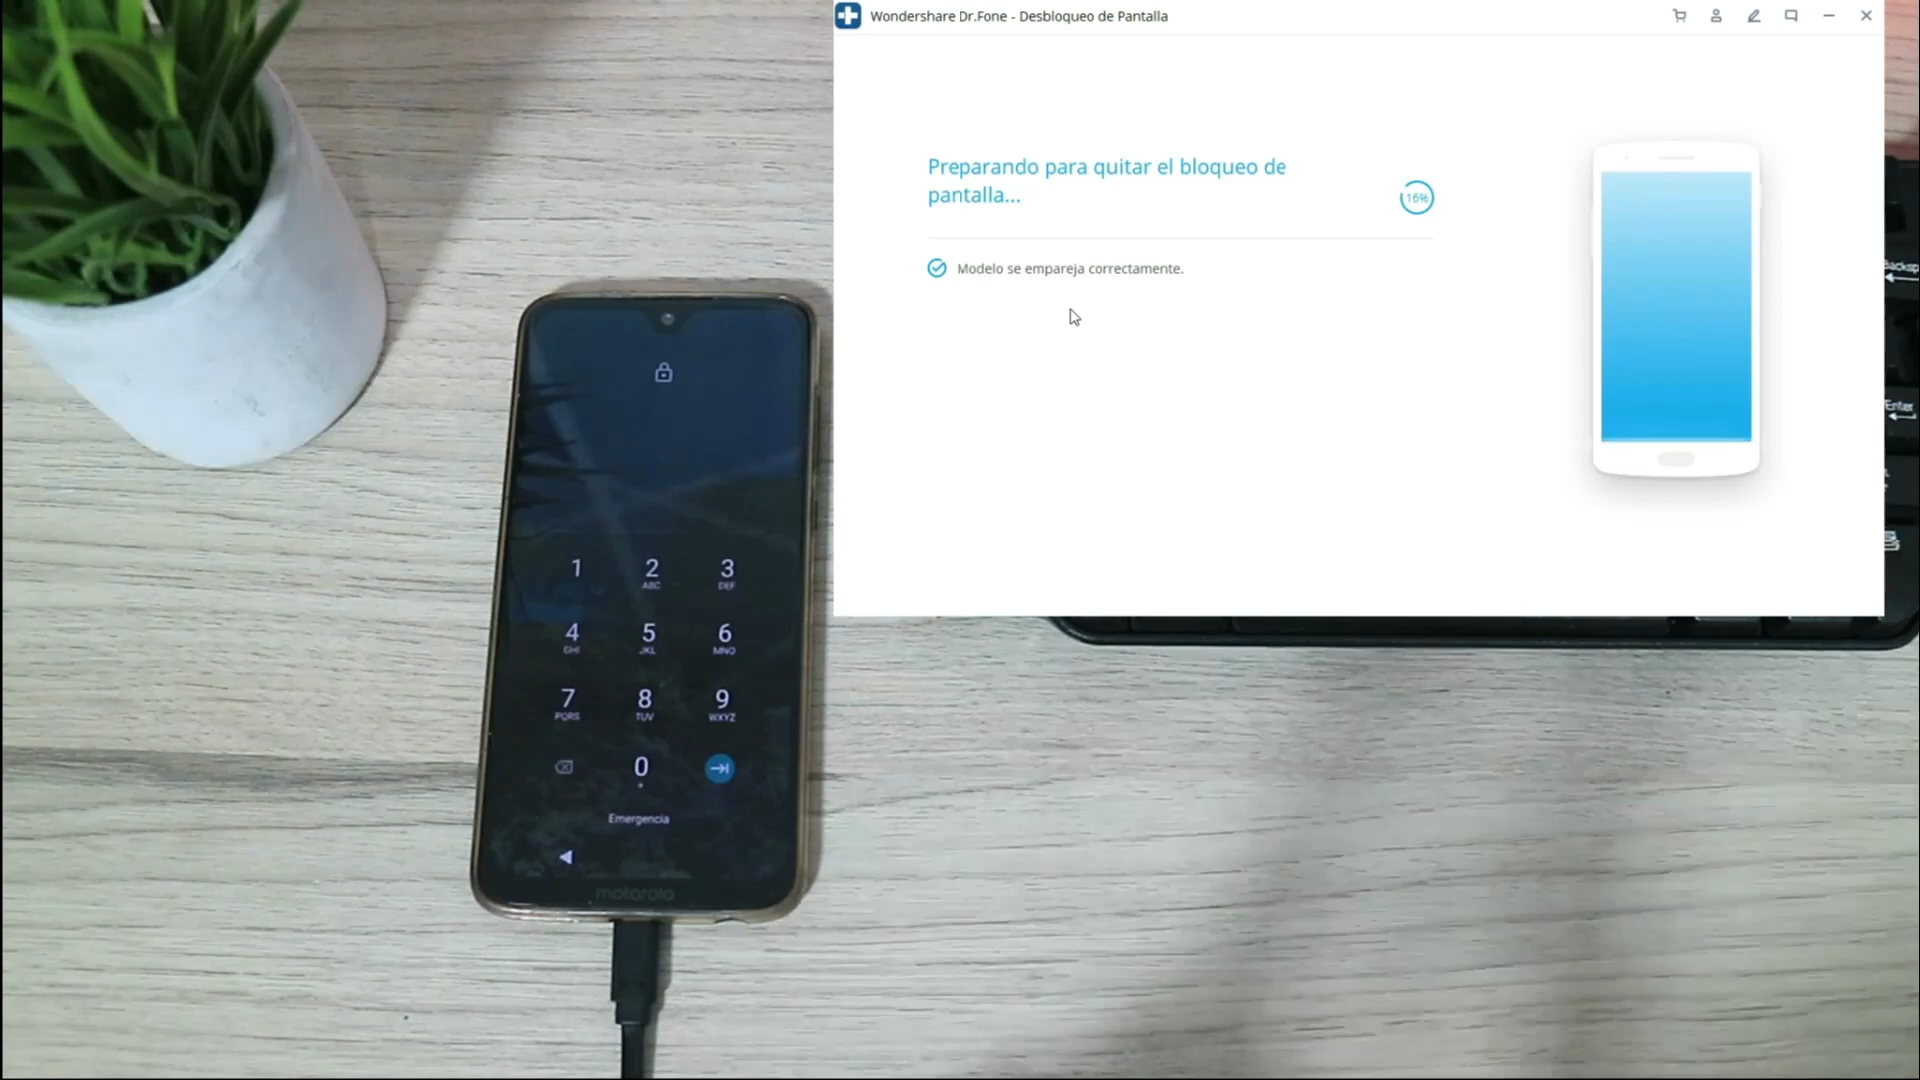 Wondershare Dr.Fone - Desbloqueo de Pantalla
Preparando para quitar el bloqueo de
pantalla...
16%
Modelo se empareja correctamente.
Enter
1
2
ABC
3
DEF
4
GHI
5
JKL
6
MNO
7
PQRS
8
TUV
9
WXYZ
0
+
Emergencia
motorola